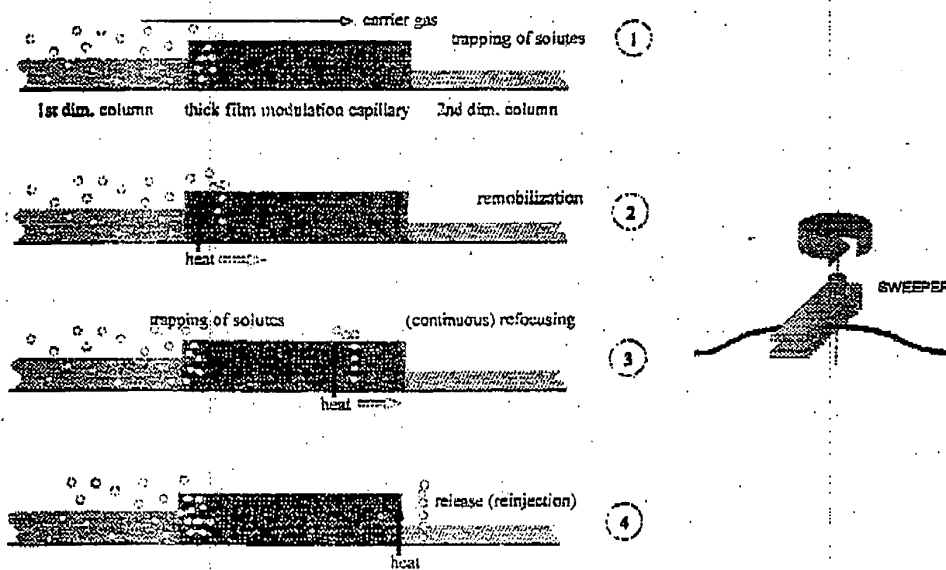 carrier gas
trapping of solutes
1
1st dim. column thick film modulation capillary 2nd dim. column
remobilization
2
heat
SWEEPER
trapping of solutes (continuous) refocusing
3
heat
release (reinjection)
4
heat